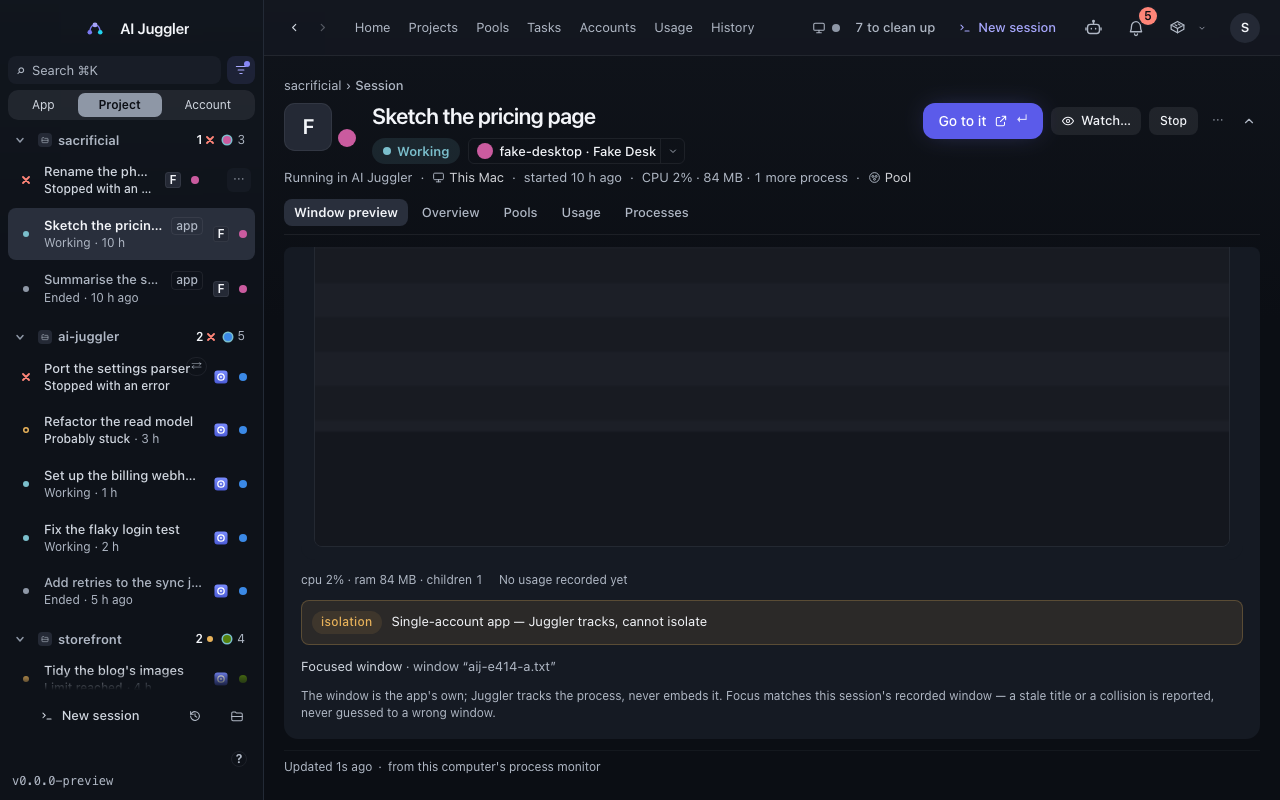 AI Juggler
Search ⌘K
App Project Account
sacrificial 1 3
Rename the ph...
Stopped with an ...
F
Sketch the pricin... app
Working · 10 h
F
Summarise the s... app
Ended · 10 h ago
F
ai-juggler 2 5
Port the settings parser
Stopped with an error
Refactor the read model
Probably stuck · 3 h
Set up the billing webh...
Working · 1 h
Fix the flaky login test
Working · 2 h
Add retries to the sync j...
Ended · 5 h ago
storefront 2 4
Tidy the blog's images
Limit reached · 4 h
New session
?
v0.0.0-preview
Home Projects Pools Tasks Accounts Usage History
7 to clean up
New session
5
S
sacrificial › Session
F
Sketch the pricing page
Working
fake-desktop · Fake Desk
Go to it
Watch...
Stop
Running in AI Juggler · This Mac · started 10 h ago · CPU 2% · 84 MB · 1 more process · Pool
Window preview Overview Pools Usage Processes
cpu 2% · ram 84 MB · children 1 No usage recorded yet
isolation Single-account app — Juggler tracks, cannot isolate
Focused window · window “aij-e414-a.txt”
The window is the app's own; Juggler tracks the process, never embeds it. Focus matches this session's recorded window — a stale title or a collision is reported,
never guessed to a wrong window.
Updated 1s ago · from this computer's process monitor